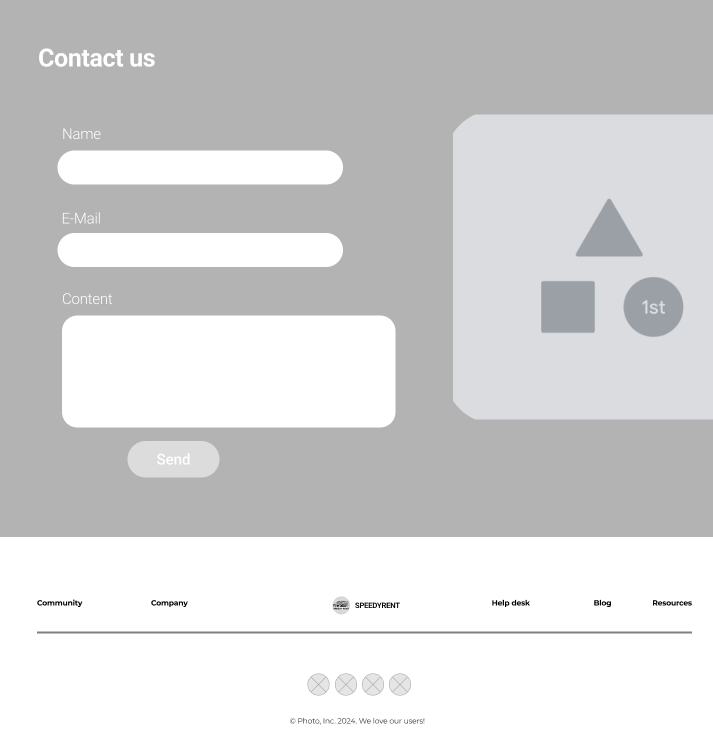 Contact us
Name
E-Mail
Content
1st
Send
Community
Company
SPEEDYRENT
Help desk
Blog
Resources
© Photo, Inc. 2024. We love our users!